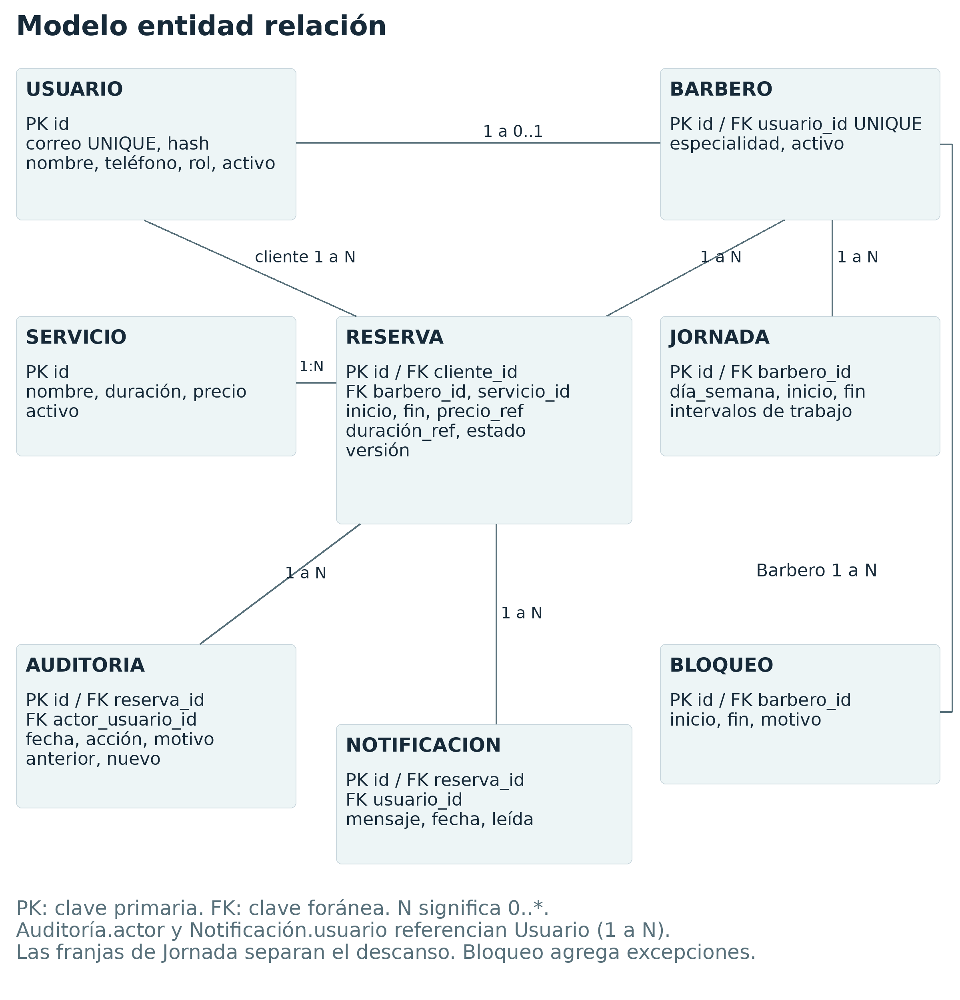 Modelo entidad relación
USUARIO
PK id
correo UNIQUE, hash
nombre, teléfono, rol, activo
1 a 0..1
BARBERO
PK id / FK usuario_id UNIQUE
especialidad, activo
cliente 1 a N
1 a N
1 a N
SERVICIO
PK id
nombre, duración, precio
activo
1:N
RESERVA
PK id / FK cliente_id
FK barbero_id, servicio_id
inicio, fin, precio_ref
duración_ref, estado
versión
JORNADA
PK id / FK barbero_id
día_semana, inicio, fin
intervalos de trabajo
1 a N
1 a N
Barbero 1 a N
AUDITORIA
PK id / FK reserva_id
FK actor_usuario_id
fecha, acción, motivo
anterior, nuevo
NOTIFICACION
PK id / FK reserva_id
FK usuario_id
mensaje, fecha, leída
BLOQUEO
PK id / FK barbero_id
inicio, fin, motivo
PK: clave primaria. FK: clave foránea. N significa 0..*.
Auditoría.actor y Notificación.usuario referencian Usuario (1 a N).
Las franjas de Jornada separan el descanso. Bloqueo agrega excepciones.